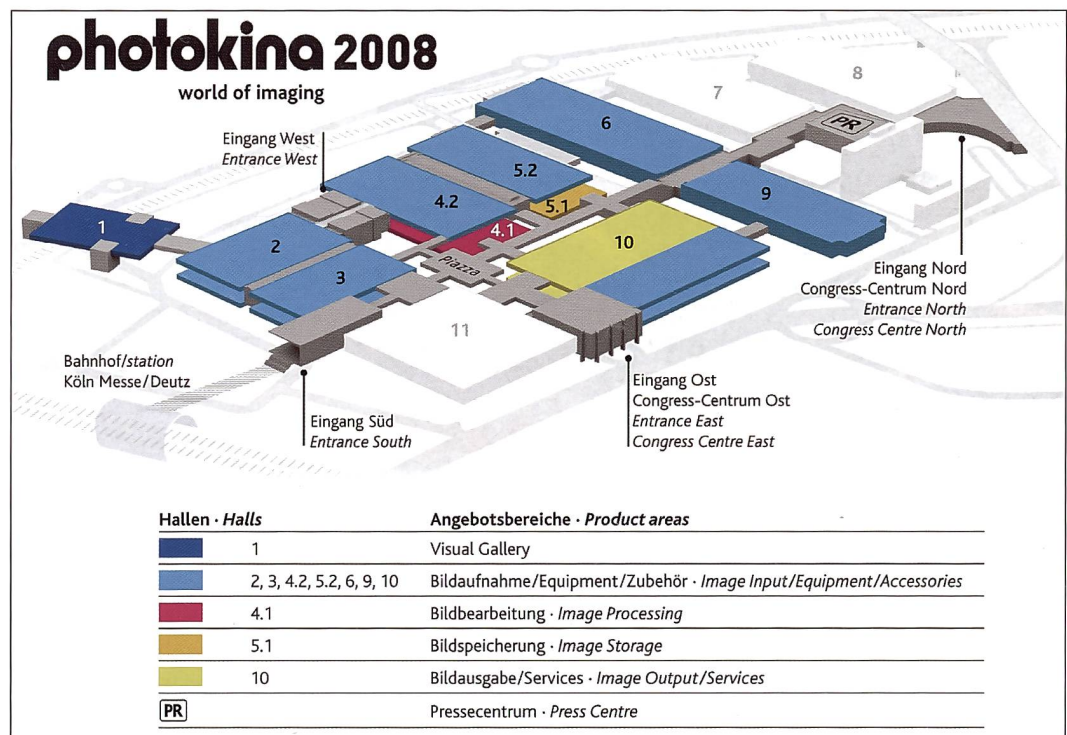 photokina 2008
world of imaging
Eingang West
Entrance West
1
2
3
4.2
4.1
5.2
5.1
6
7
8
PR
9
10
Piazza
11
Eingang Nord
Congress-Centrum Nord
Entrance North
Congress Centre North
Bahnhof/station
Köln Messe/Deutz
Eingang Süd
Entrance South
Eingang Ost
Congress-Centrum Ost
Entrance East
Congress Centre East
Hallen · Halls Angebotsbereiche · Product areas
1 Visual Gallery
2, 3, 4.2, 5.2, 6, 9, 10 Bildaufnahme/Equipment/Zubehör · Image Input/Equipment/Accessories
4.1 Bildbearbeitung · Image Processing
5.1 Bildspeicherung · Image Storage
10 Bildausgabe/Services · Image Output/Services
PR Pressecentrum · Press Centre